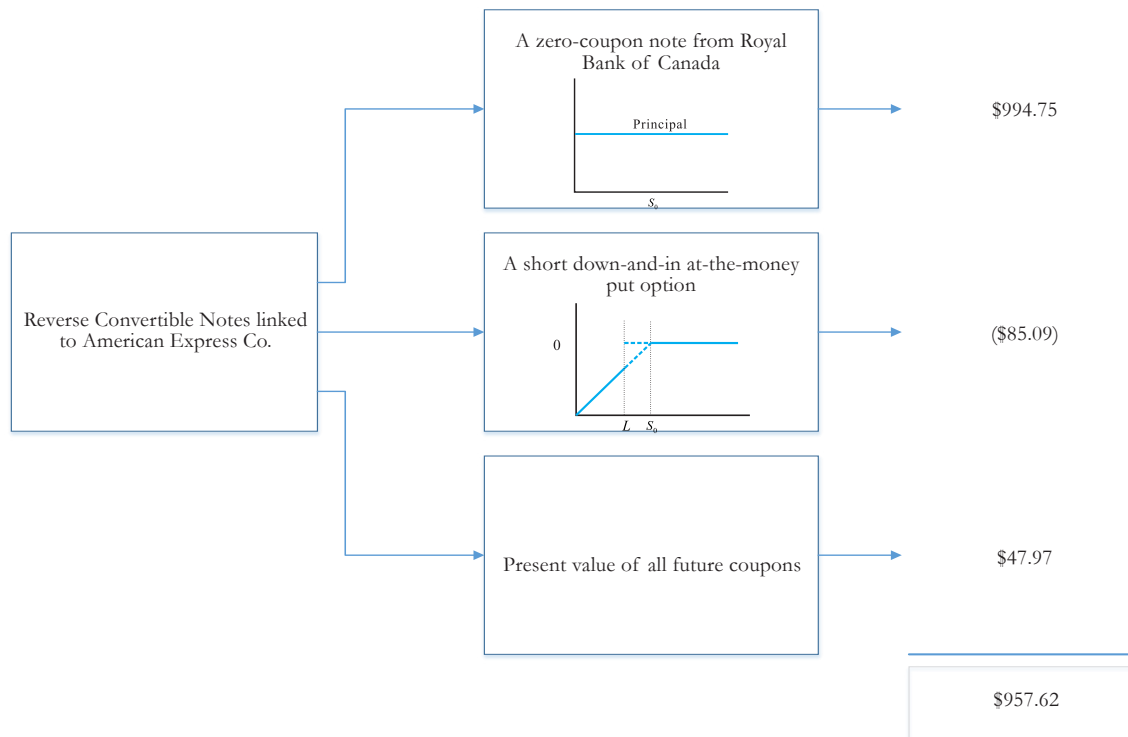 A zero-coupon note from Royal
Bank of Canada
Principal
S₀
$994.75
Reverse Convertible Notes linked
to American Express Co.
A short down-and-in at-the-money
put option
0
L S₀
($85.09)
Present value of all future coupons
$47.97
$957.62